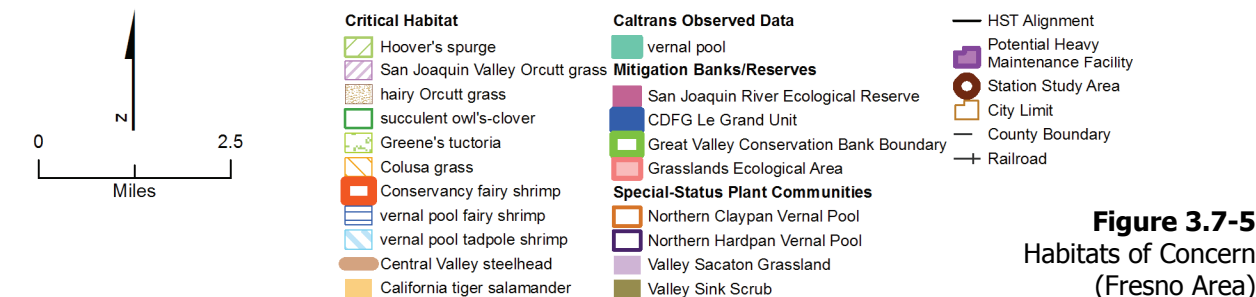 N
0 2.5
Miles
Critical Habitat
Hoover's spurge
San Joaquin Valley Orcutt grass
hairy Orcutt grass
succulent owl's-clover
Greene's tuctoria
Colusa grass
Conservancy fairy shrimp
vernal pool fairy shrimp
vernal pool tadpole shrimp
Central Valley steelhead
California tiger salamander
Caltrans Observed Data
vernal pool
Mitigation Banks/Reserves
San Joaquin River Ecological Reserve
CDFG Le Grand Unit
Great Valley Conservation Bank Boundary
Grasslands Ecological Area
Special-Status Plant Communities
Northern Claypan Vernal Pool
Northern Hardpan Vernal Pool
Valley Sacaton Grassland
Valley Sink Scrub
HST Alignment
Potential Heavy
Maintenance Facility
Station Study Area
City Limit
County Boundary
Railroad
Figure 3.7-5
Habitats of Concern
(Fresno Area)